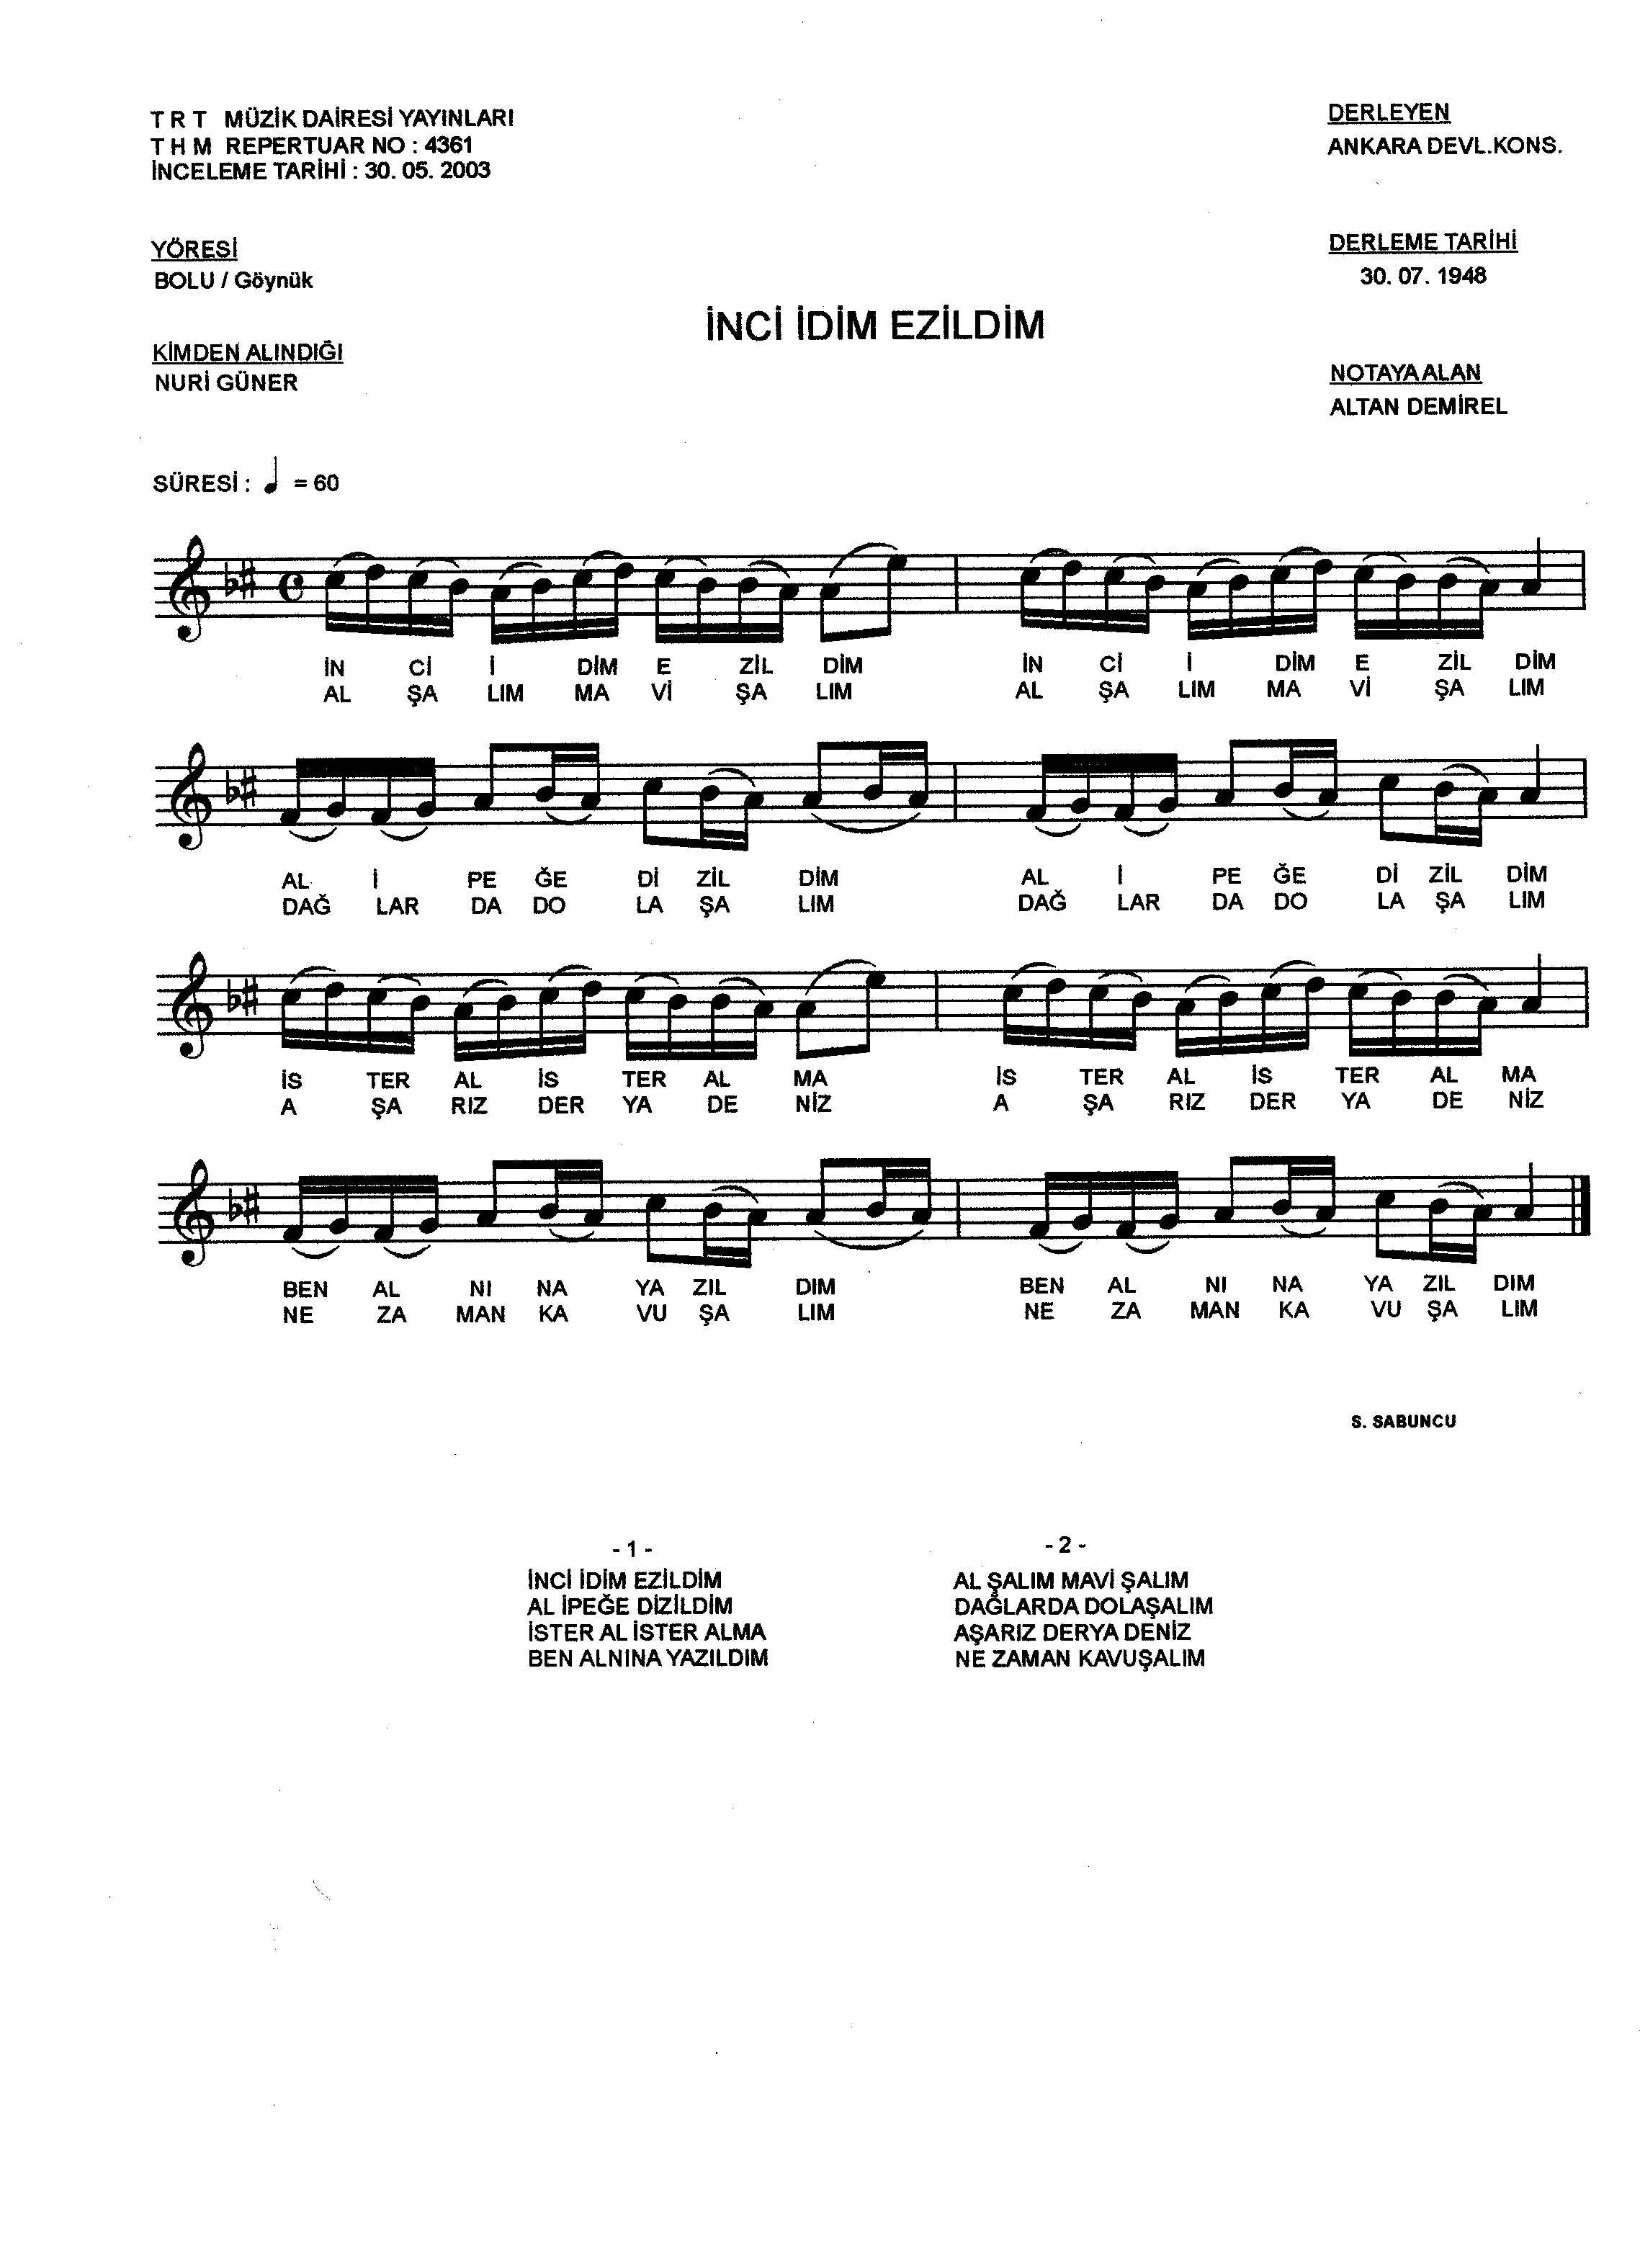 T R T MÜZİK DAİRESİ YAYINLARI
T H M REPERTUAR NO : 4361
İNCELEME TARİHİ : 30. 05. 2003
DERLEYEN
ANKARA DEVL.KONS.
YÖRESİ
BOLU / Göynük
DERLEME TARİHİ
30. 07. 1948
İNCİ İDİM EZİLDİM
KİMDEN ALINDIĞI
NURİ GÜNER
NOTAYA ALAN
ALTAN DEMİREL
SÜRESİ : = 60
İN Cİ İ DİM E ZİL DİM İN Cİ İ DİM E ZİL DİM
AL ŞA LIM MA Vİ ŞA LIM AL ŞA LIM MA Vİ ŞA LIM
AL İ PE ĞE Dİ ZİL DİM AL İ PE ĞE Dİ ZİL DİM
DAĞ LAR DA DO LA ŞA LIM DAĞ LAR DA DO LA ŞA LIM
İS TER AL İS TER AL MA İS TER AL İS TER AL MA
A ŞA RIZ DER YA DE NİZ A ŞA RIZ DER YA DE NİZ
BEN AL NI NA YA ZIL DIM BEN AL NI NA YA ZIL DIM
NE ZA MAN KA VU ŞA LIM NE ZA MAN KA VU ŞA LIM
S. SABUNCU
- 1 -
İNCİ İDİM EZİLDİM
AL İPEĞE DİZİLDİM
İSTER AL İSTER ALMA
BEN ALNINA YAZILDIM
- 2 -
AL ŞALIM MAVİ ŞALIM
DAĞLARDA DOLAŞALIM
AŞARIZ DERYA DENİZ
NE ZAMAN KAVUŞALIM